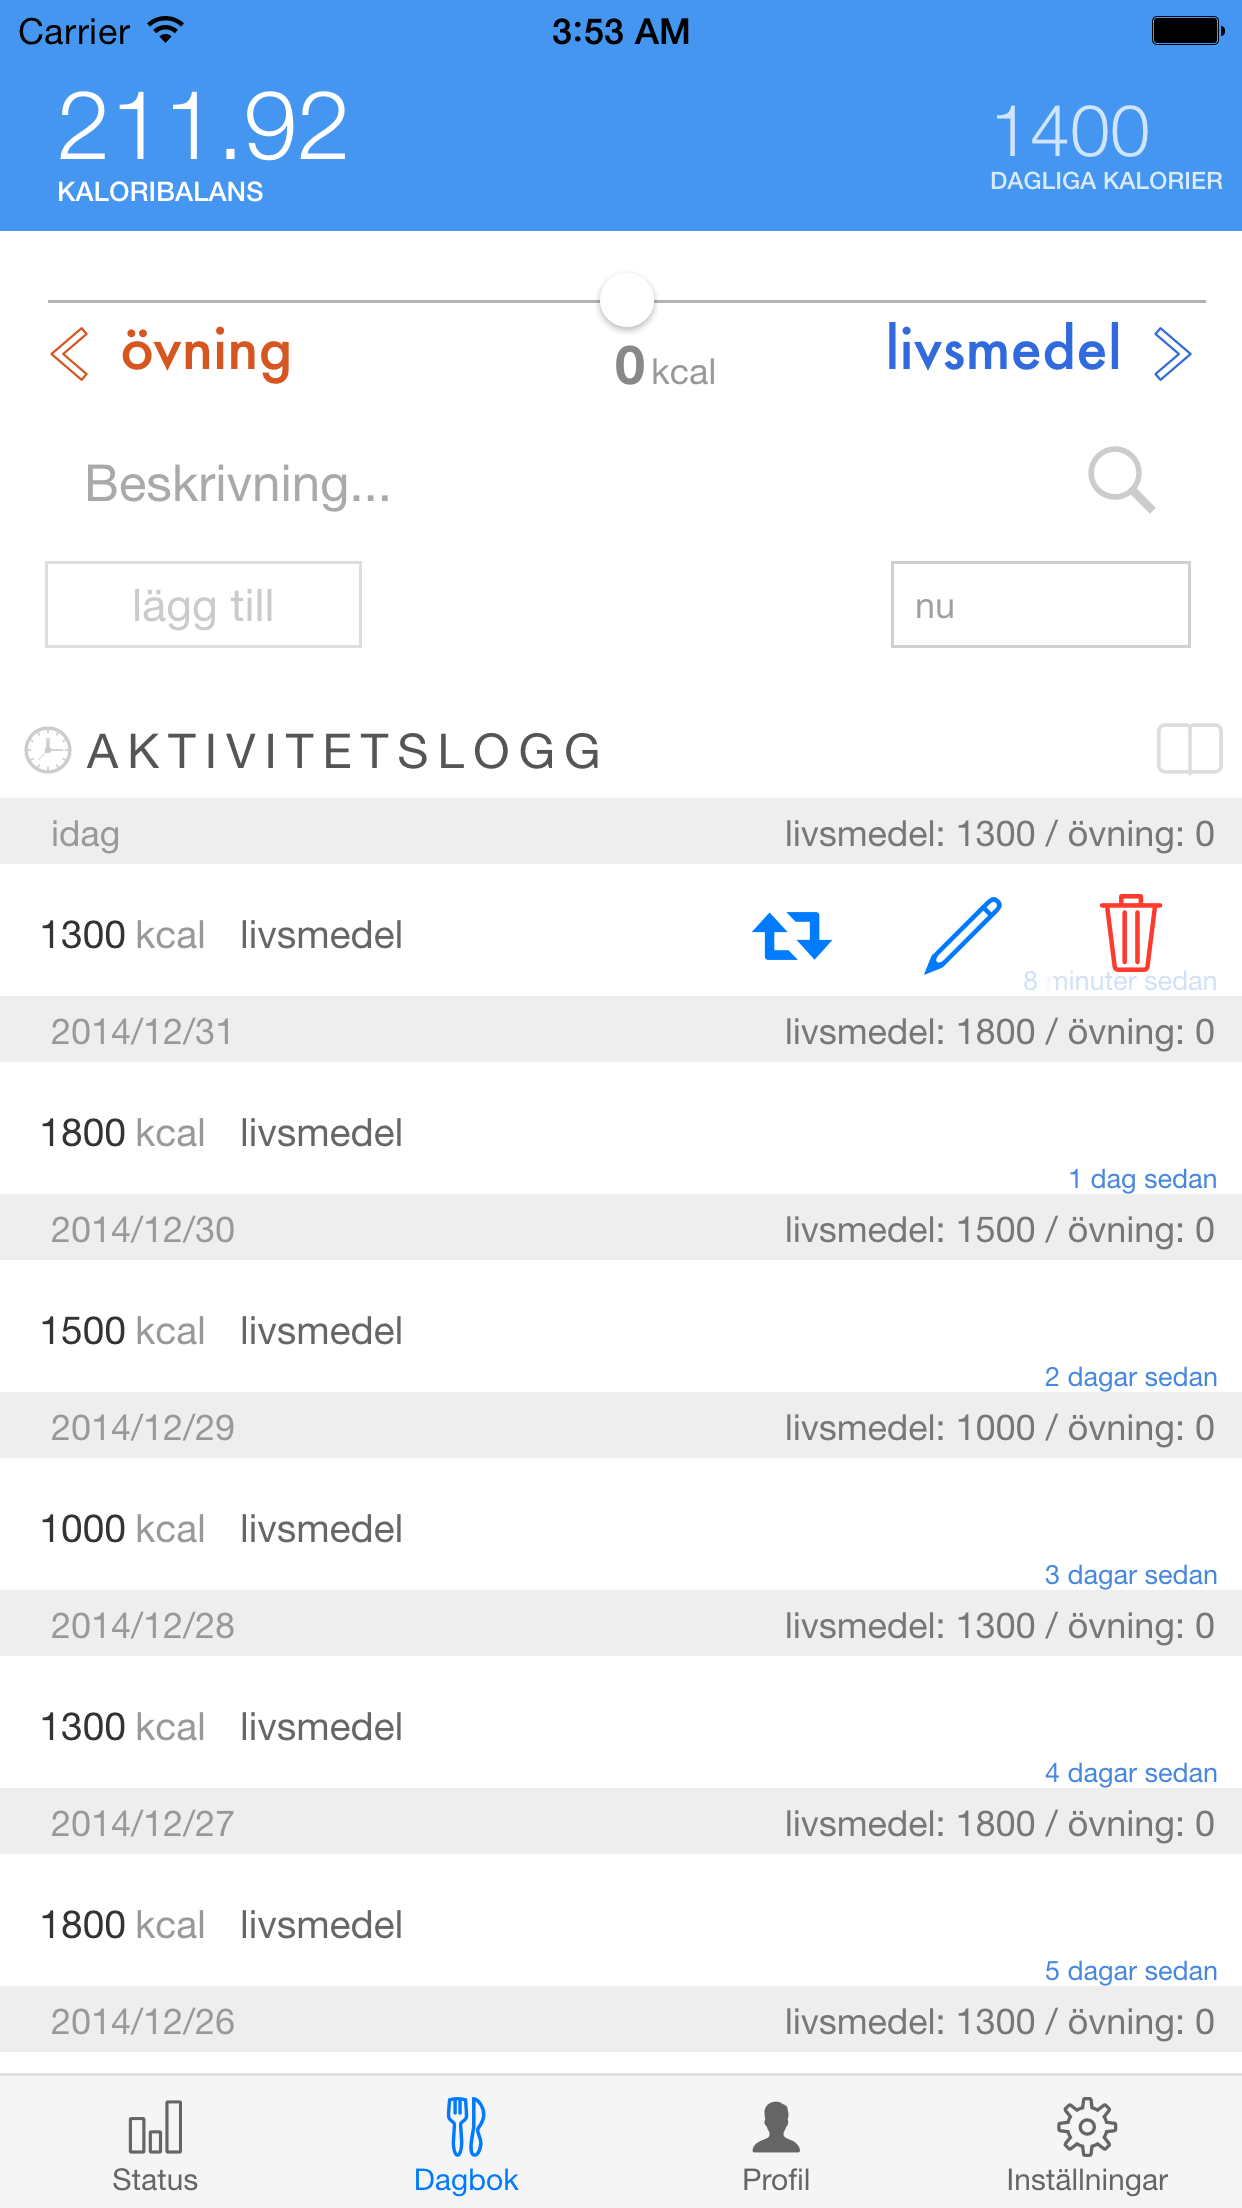 Carrier 3:53 AM
211.92 1400
KALORIBALANS DAGLIGA KALORIER
övning livsmedel
0 kcal
Beskrivning...
lägg till nu
AKTIVITETSLOGG
idag livsmedel: 1300 / övning: 0
1300 kcal livsmedel
8 minuter sedan
2014/12/31 livsmedel: 1800 / övning: 0
1800 kcal livsmedel
1 dag sedan
2014/12/30 livsmedel: 1500 / övning: 0
1500 kcal livsmedel
2 dagar sedan
2014/12/29 livsmedel: 1000 / övning: 0
1000 kcal livsmedel
3 dagar sedan
2014/12/28 livsmedel: 1300 / övning: 0
1300 kcal livsmedel
4 dagar sedan
2014/12/27 livsmedel: 1800 / övning: 0
1800 kcal livsmedel
5 dagar sedan
2014/12/26 livsmedel: 1300 / övning: 0
Status Dagbok Profil Inställningar